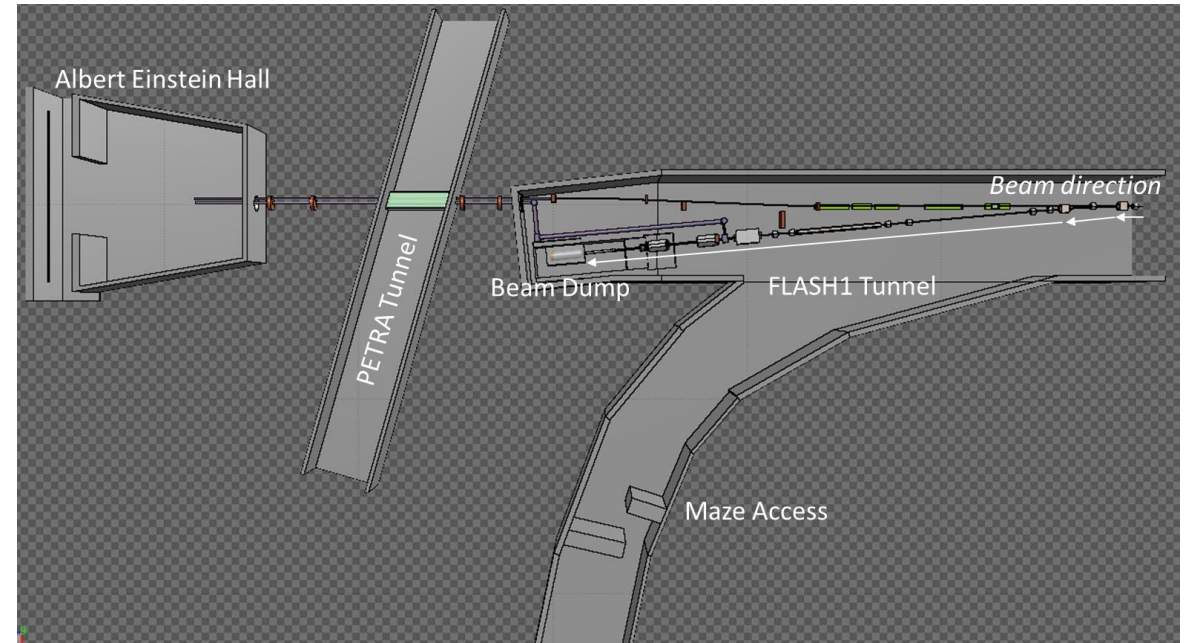 Albert Einstein Hall
Beam direction
PETRA Tunnel
Beam Dump
FLASH1 Tunnel
Maze Access